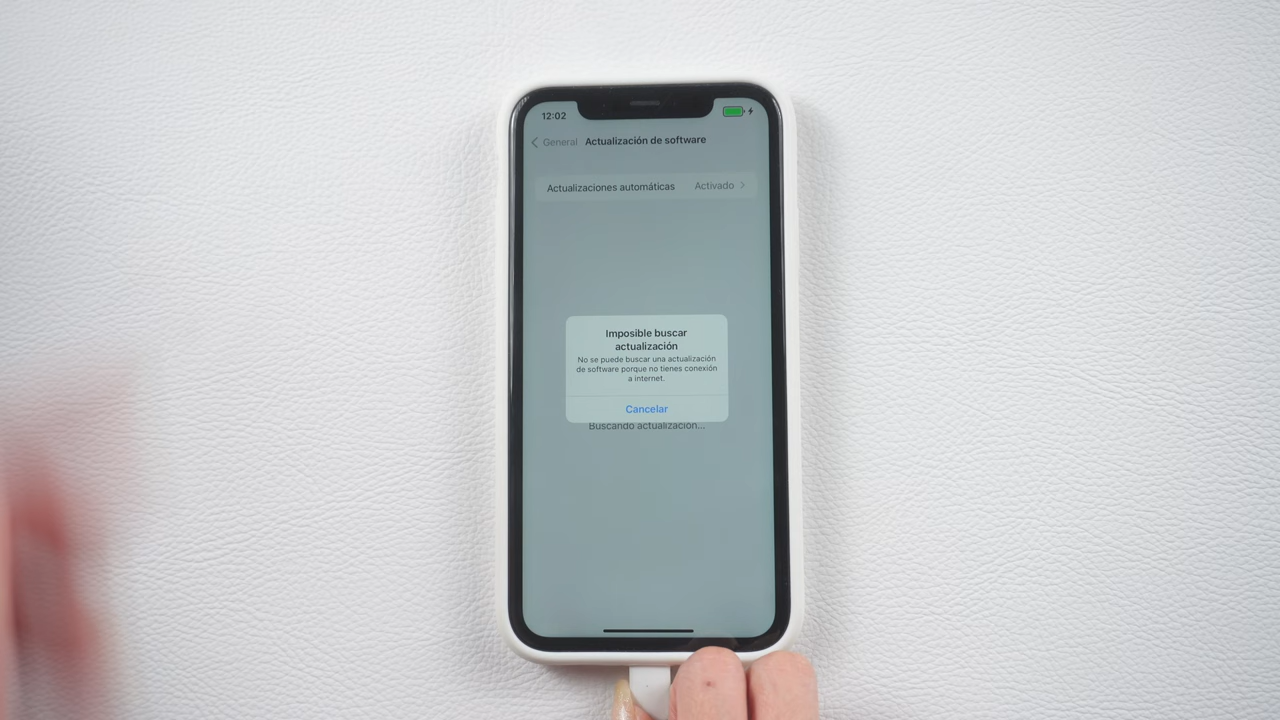 12:02
General Actualización de software
Actualizaciones automáticas Activado
Imposible buscar
actualización
No se puede buscar una actualización
de software porque no tienes conexión
a internet.
Cancelar
Buscando actualización...